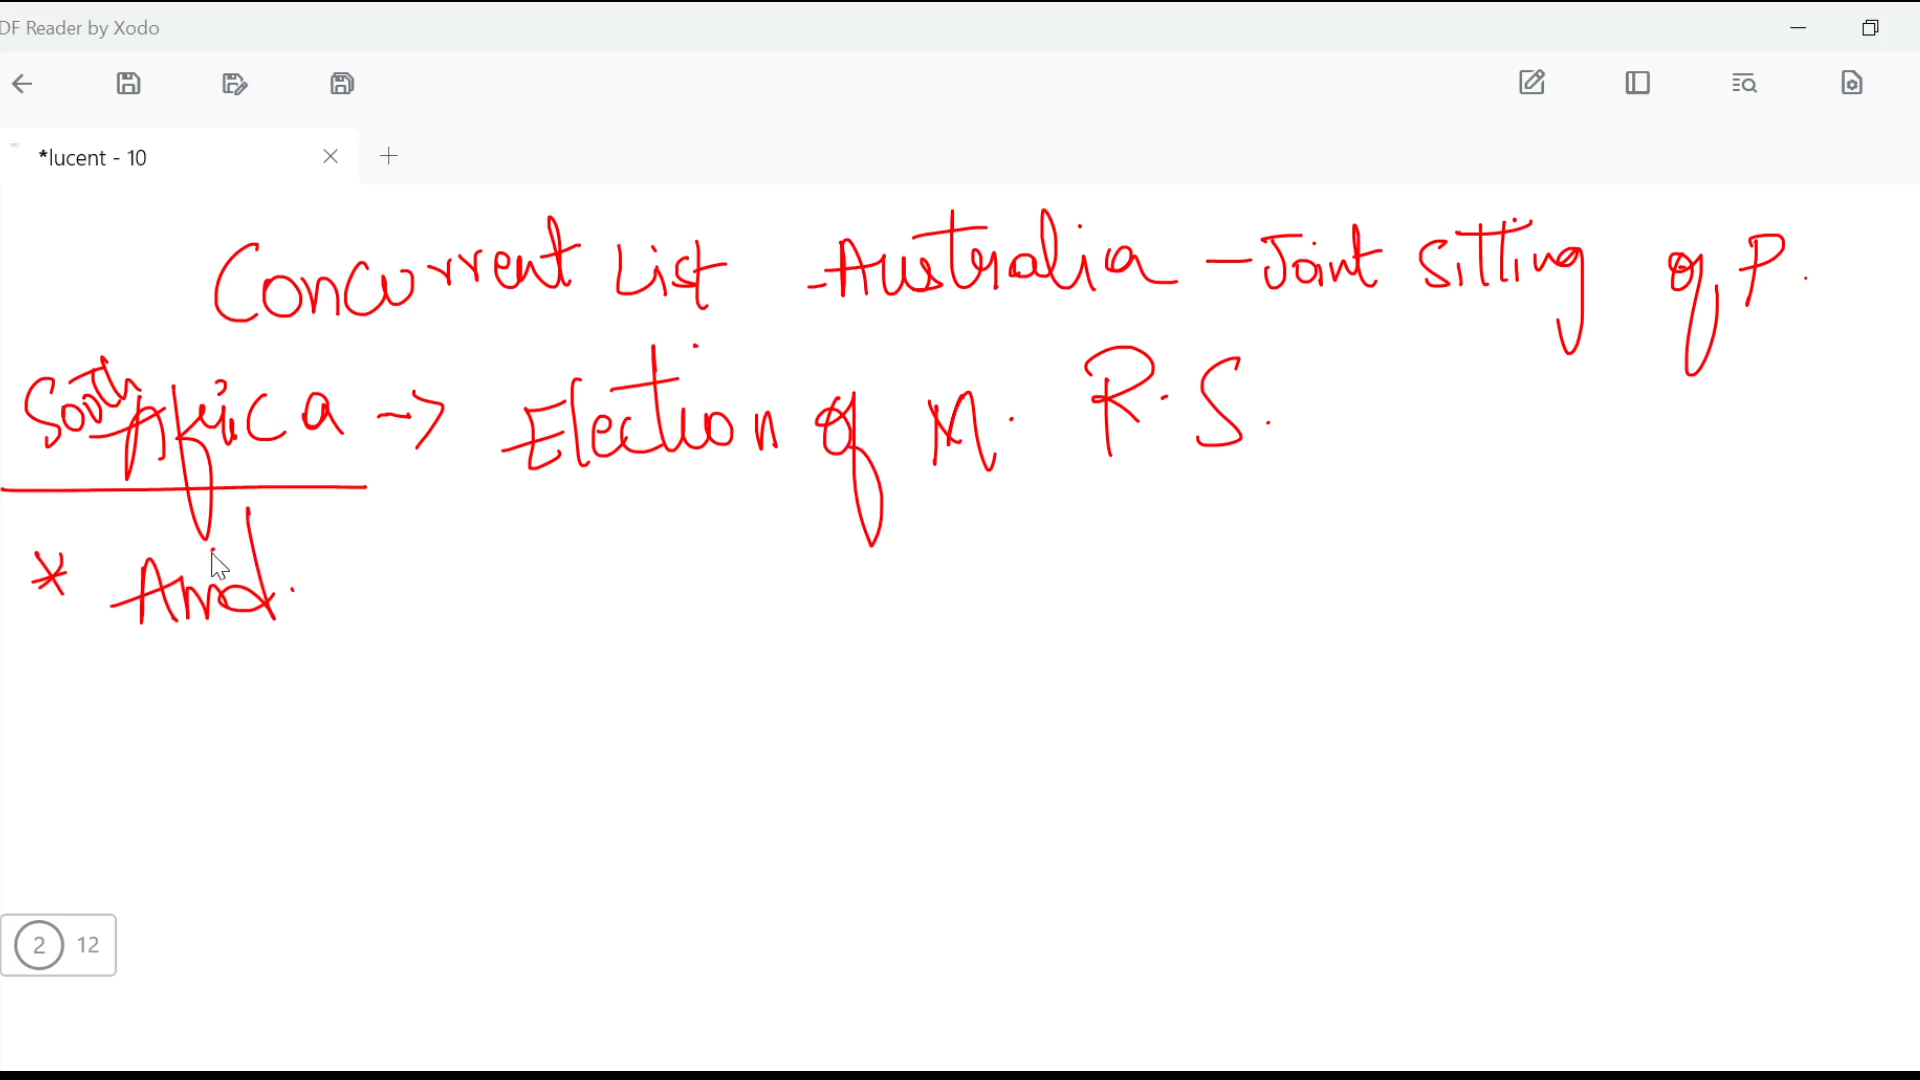 DF Reader by Xodo
*lucent - 10
Concurrent List - Australia - Joint Sitting of P.
South Africa -> Election of M. R.S.
* Amd.
2 12